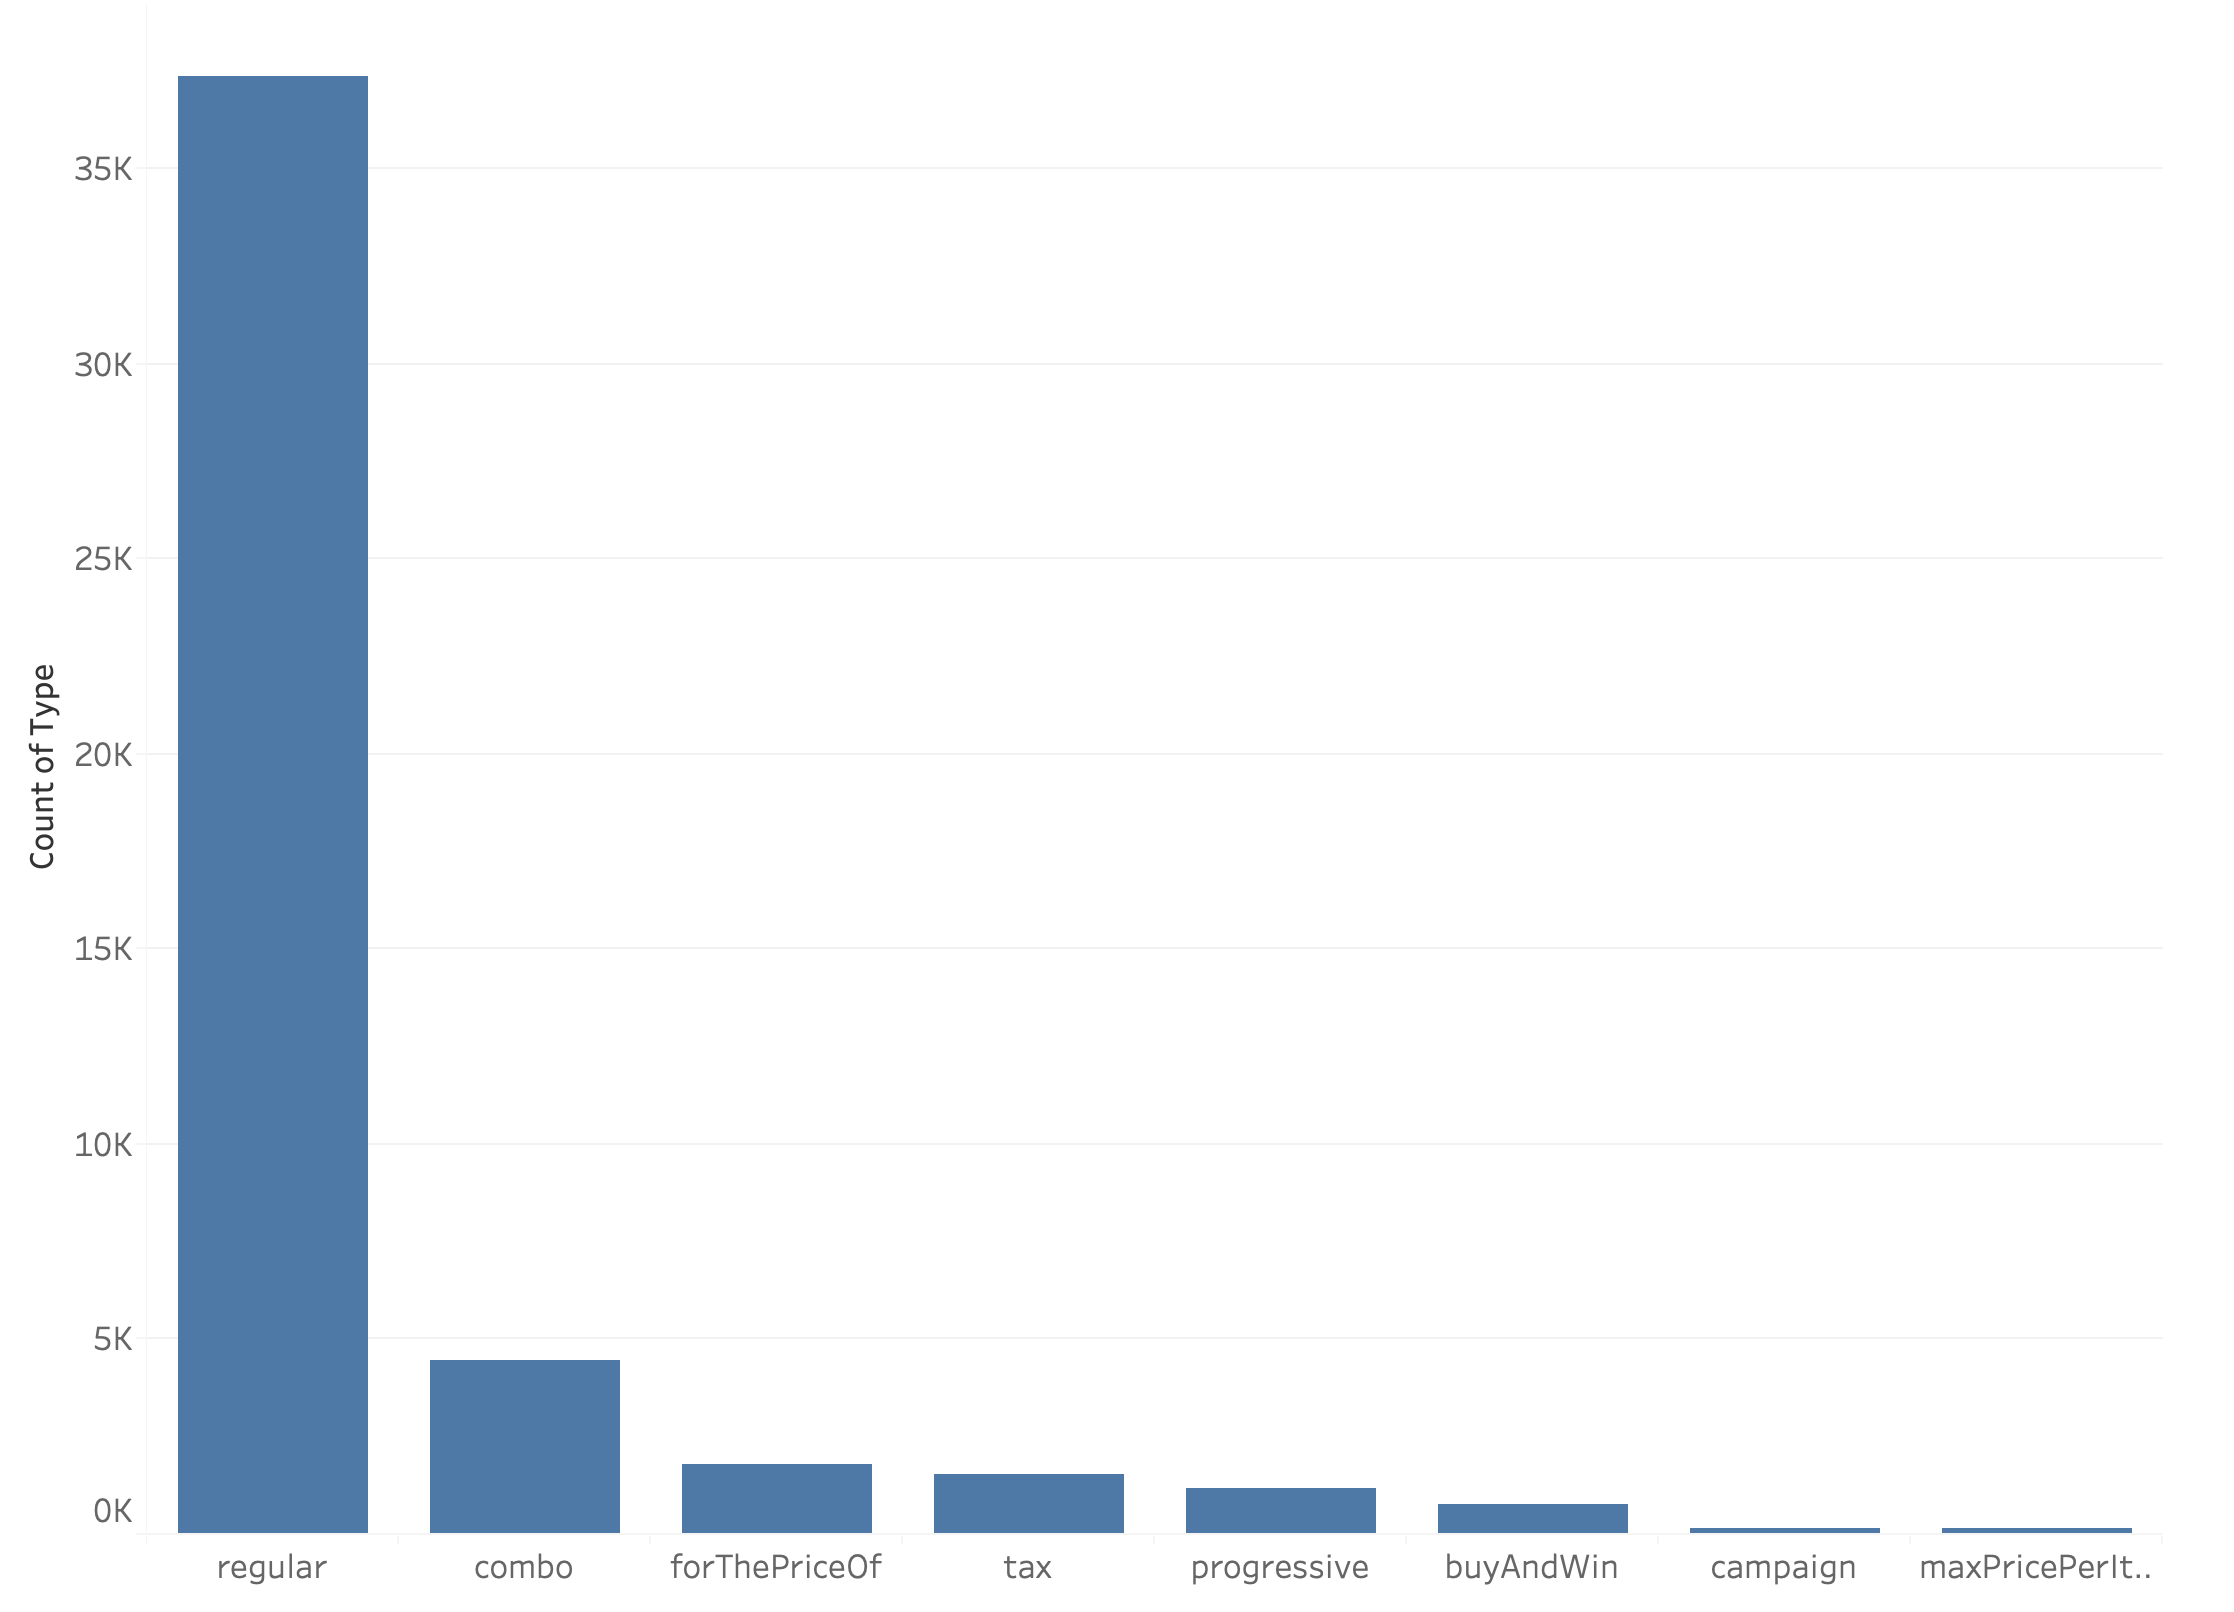 Count of Type
35K
30K
25K
20K
15K
10K
5K
0K
regular combo forThePriceOf tax progressive buyAndWin campaign maxPricePerIt..